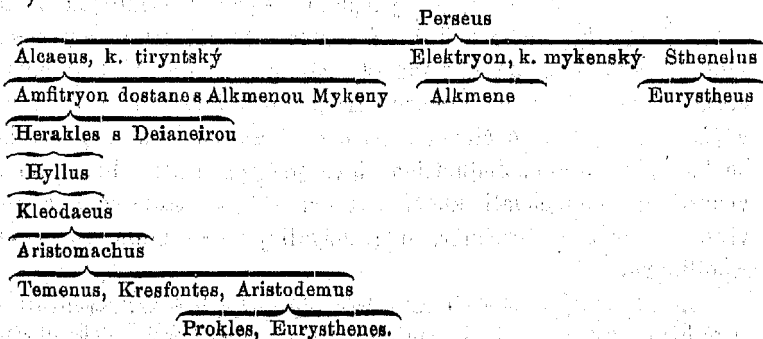 Perseus
Alcaeus, k. tiryntský Elektryon, k. mykenský Sthenelus
Amfitryon dostane s Alkmenou Mykeny Alkmene Eurystheus
Herakles s Deianeirou
Hyllus
Kleodaeus
Aristomachus
Temenus, Kresfontes, Aristodemus
Prokles, Eurysthenes.